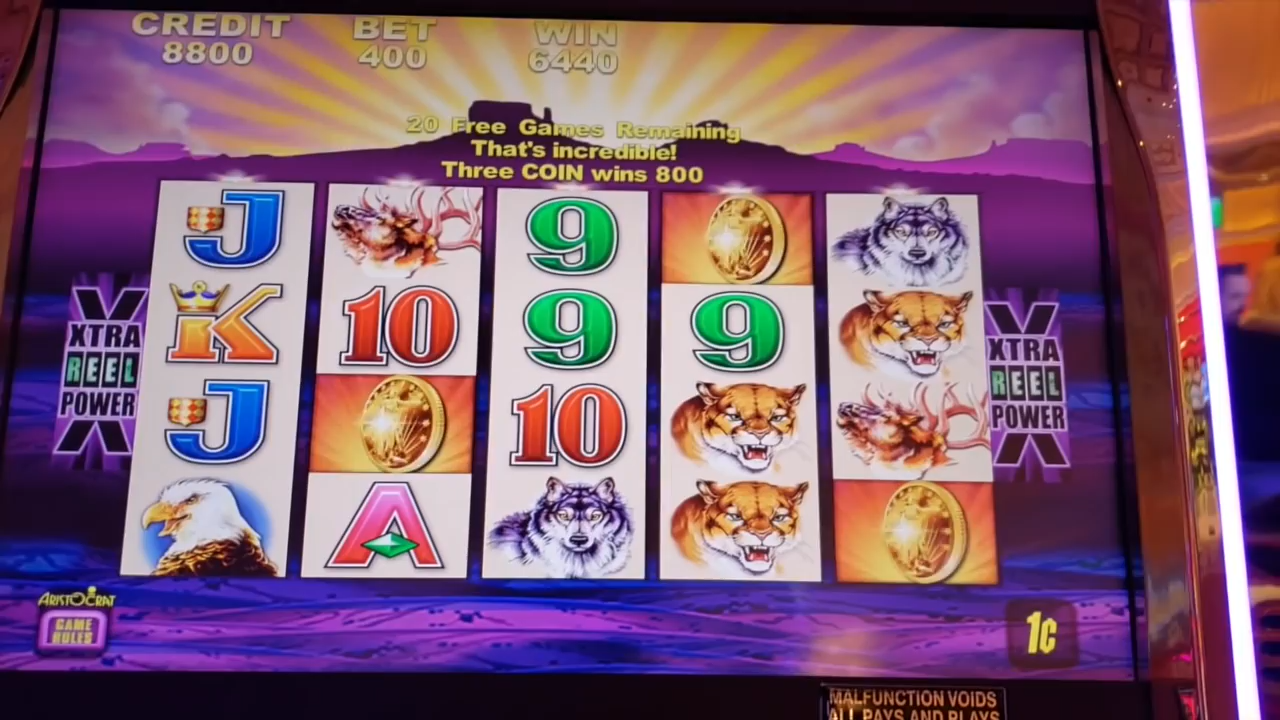 CREDIT BET WIN
8800 400 6440
20 Free Games Remaining
That's incredible!
Three COIN wins 800
J 9
K 10 9 9
J 10
A
XTRA
REEL
POWER
XTRA
REEL
POWER
ARISTOCRAT
GAME
RULES
1¢
MALFUNCTION VOIDS
ALL PAYS AND PLAYS